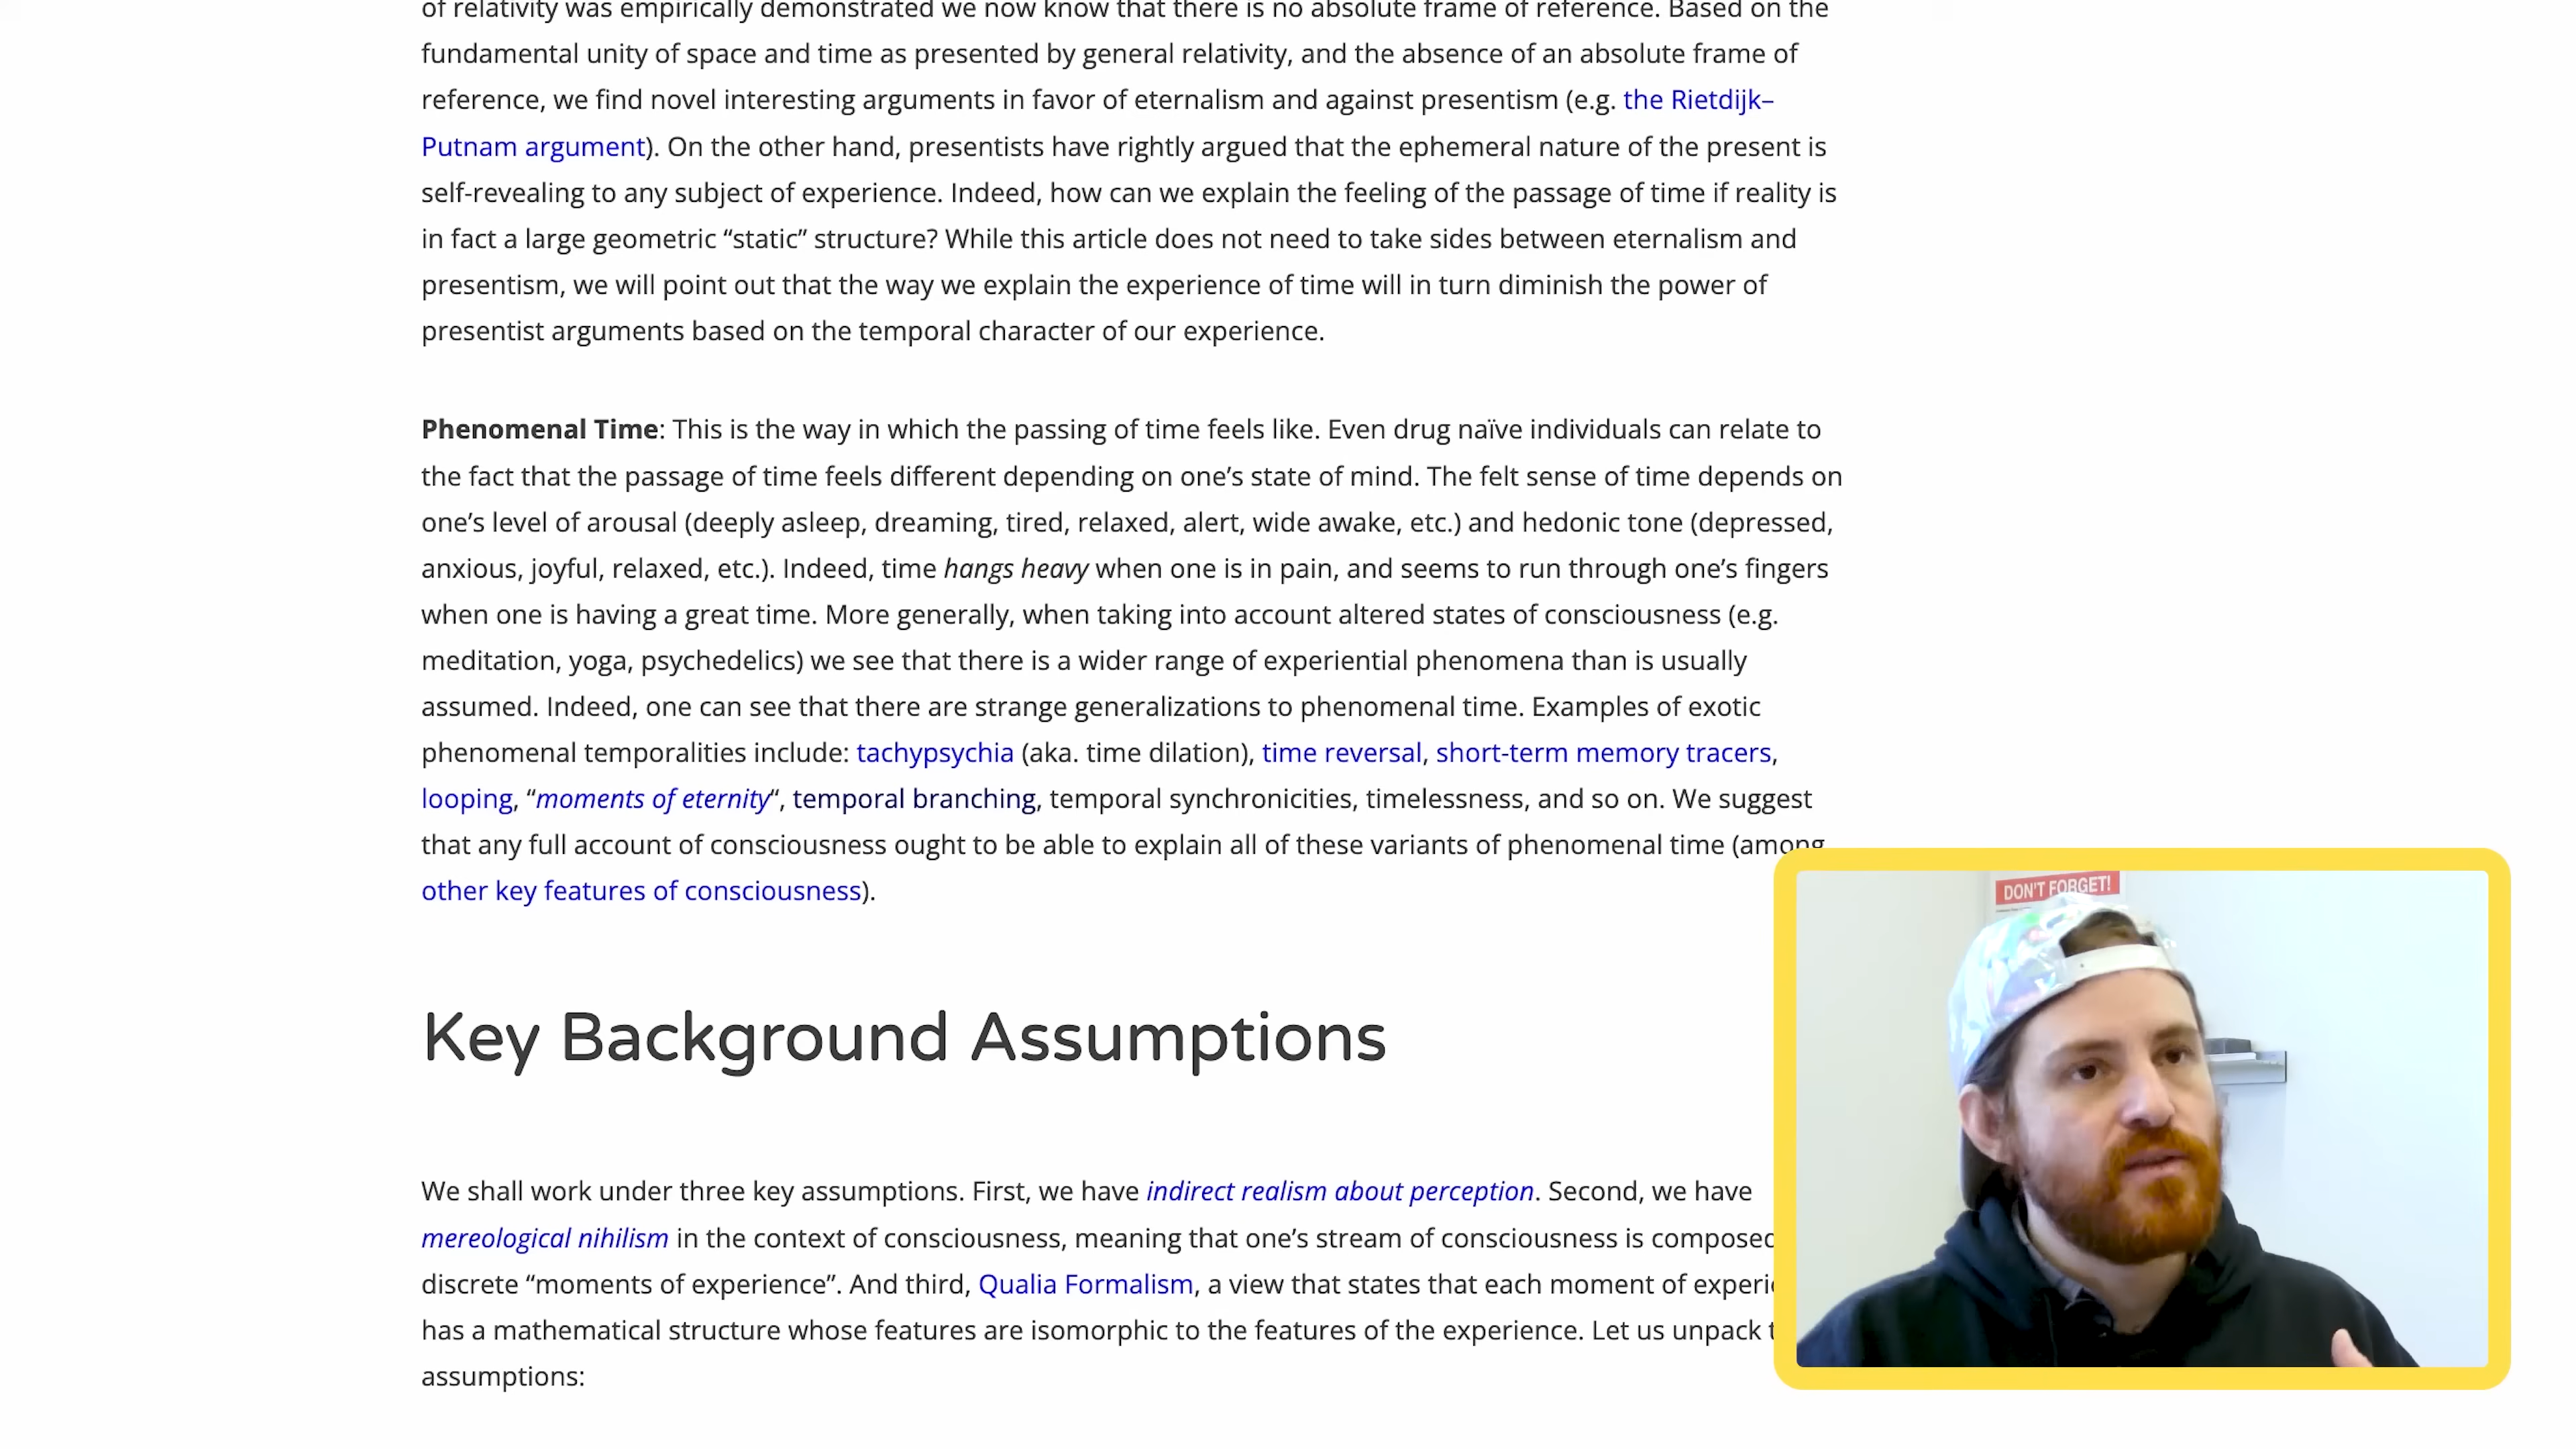 of relativity was empirically demonstrated we now know that there is no absolute frame of reference. Based on the
fundamental unity of space and time as presented by general relativity, and the absence of an absolute frame of
reference, we find novel interesting arguments in favor of eternalism and against presentism (e.g. the Rietdijk–
Putnam argument). On the other hand, presentists have rightly argued that the ephemeral nature of the present is
self-revealing to any subject of experience. Indeed, how can we explain the feeling of the passage of time if reality is
in fact a large geometric “static” structure? While this article does not need to take sides between eternalism and
presentism, we will point out that the way we explain the experience of time will in turn diminish the power of
presentist arguments based on the temporal character of our experience.
Phenomenal Time: This is the way in which the passing of time feels like. Even drug naïve individuals can relate to
the fact that the passage of time feels different depending on one’s state of mind. The felt sense of time depends on
one’s level of arousal (deeply asleep, dreaming, tired, relaxed, alert, wide awake, etc.) and hedonic tone (depressed,
anxious, joyful, relaxed, etc.). Indeed, time hangs heavy when one is in pain, and seems to run through one’s fingers
when one is having a great time. More generally, when taking into account altered states of consciousness (e.g.
meditation, yoga, psychedelics) we see that there is a wider range of experiential phenomena than is usually
assumed. Indeed, one can see that there are strange generalizations to phenomenal time. Examples of exotic
phenomenal temporalities include: tachypsychia (aka. time dilation), time reversal, short-term memory tracers,
looping, “moments of eternity“, temporal branching, temporal synchronicities, timelessness, and so on. We suggest
that any full account of consciousness ought to be able to explain all of these variants of phenomenal time (among
other key features of consciousness).
Key Background Assumptions
We shall work under three key assumptions. First, we have indirect realism about perception. Second, we have
mereological nihilism in the context of consciousness, meaning that one’s stream of consciousness is composed
discrete “moments of experience”. And third, Qualia Formalism, a view that states that each moment of
has a mathematical structure whose features are isomorphic to the features of the experience. Let us unpack
assumptions:
DON'T FORGET!